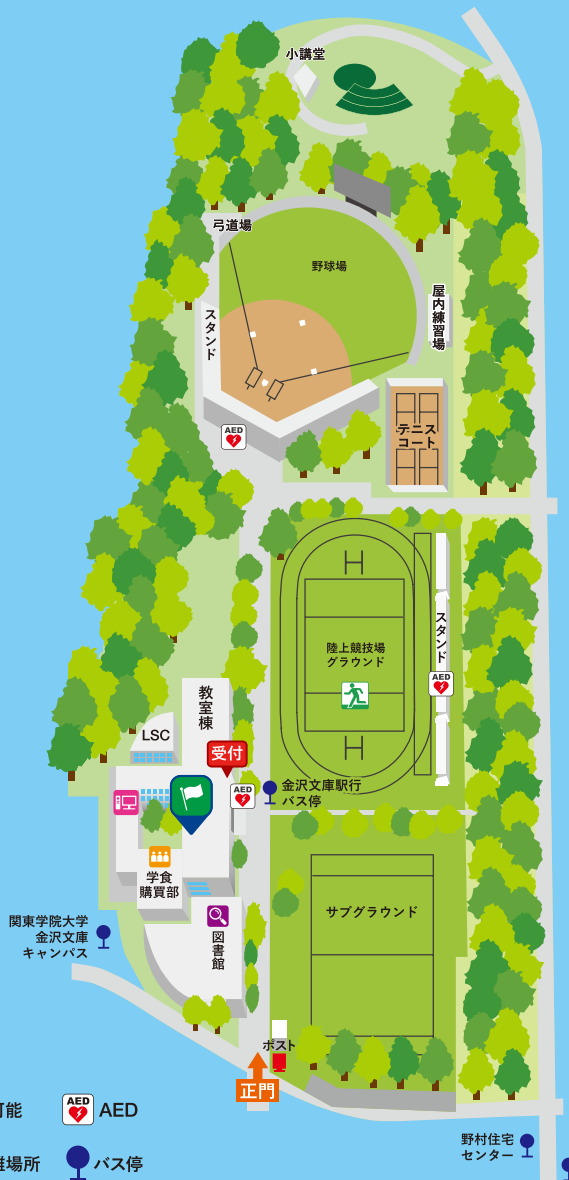 小講堂
弓道場
野球場
スタンド
屋内練習場
テニス
コート
AED
陸上競技場
グラウンド
スタンド
AED
教室棟
LSC
受付
AED
金沢文庫駅行
バス停
学食
購買部
図書館
サブグラウンド
関東学院大学
金沢文庫
キャンパス
ポスト
正門
可能
AED
AED
難場所
バス停
野村住宅
センター